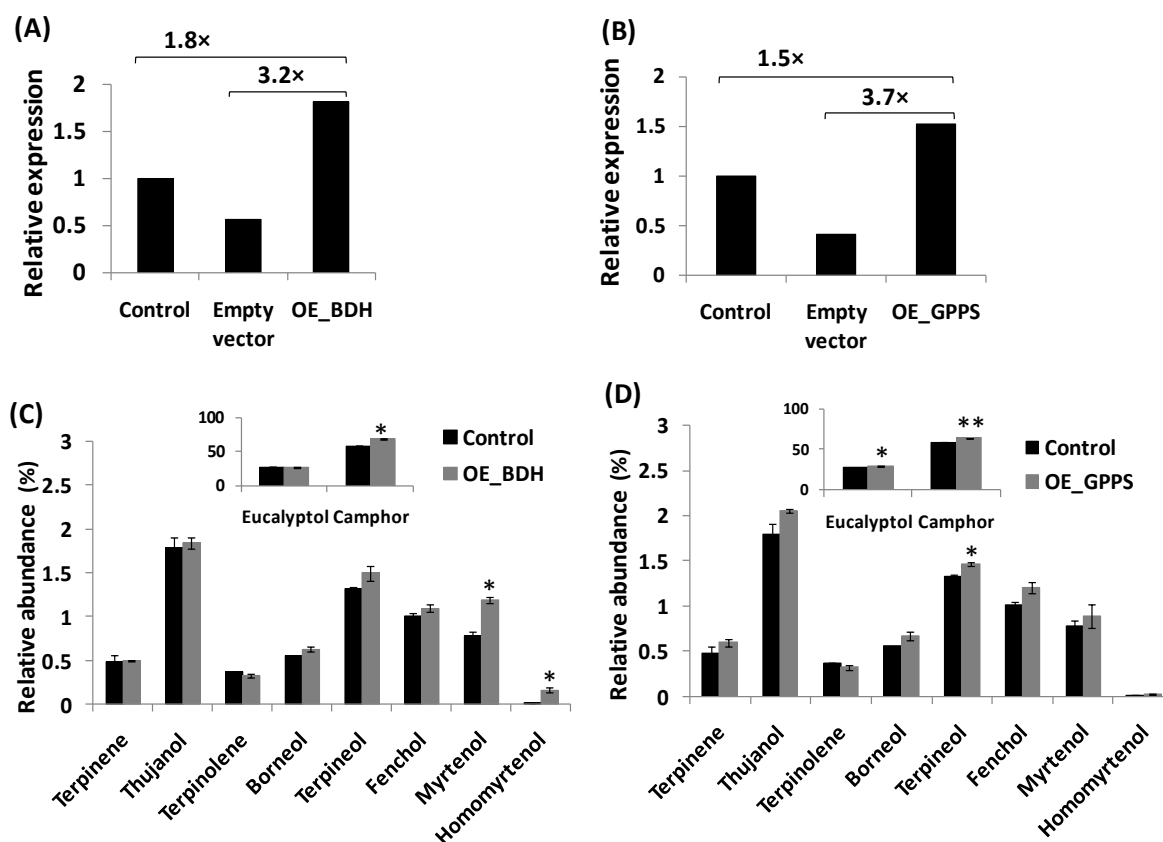 (A)
1.8×
3.2×
Relative expression
2
1.5
1
0.5
0
Control
Empty
vector
OE_BDH
(B)
1.5×
3.7×
Relative expression
2
1.5
1
0.5
0
Control
Empty
vector
OE_GPPS
(C)
Relative abundance (%)
3
2.5
2
1.5
1
0.5
0
100
50
0
*
Eucalyptol Camphor
Control
OE_BDH
*
*
Terpinene
Thujanol
Terpinolene
Borneol
Terpineol
Fenchol
Myrtenol
Homomyrtenol
(D)
Relative abundance (%)
3
2.5
2
1.5
1
0.5
0
100
50
0
*
**
Eucalyptol Camphor
Control
OE_GPPS
*
Terpinene
Thujanol
Terpinolene
Borneol
Terpineol
Fenchol
Myrtenol
Homomyrtenol